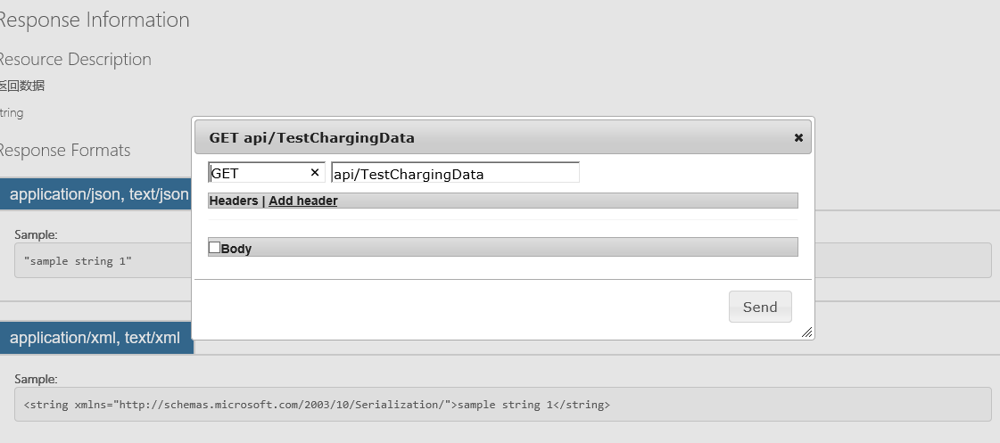 Response Information
Resource Description
返回数据
tring
Response Formats
application/json, text/json
Sample:
"sample string 1"
GET api/TestChargingData
GET
api/TestChargingData
Headers | Add header
Body
Send
application/xml, text/xml
Sample:
<string xmlns="http://schemas.microsoft.com/2003/10/Serialization/">sample string 1</string>